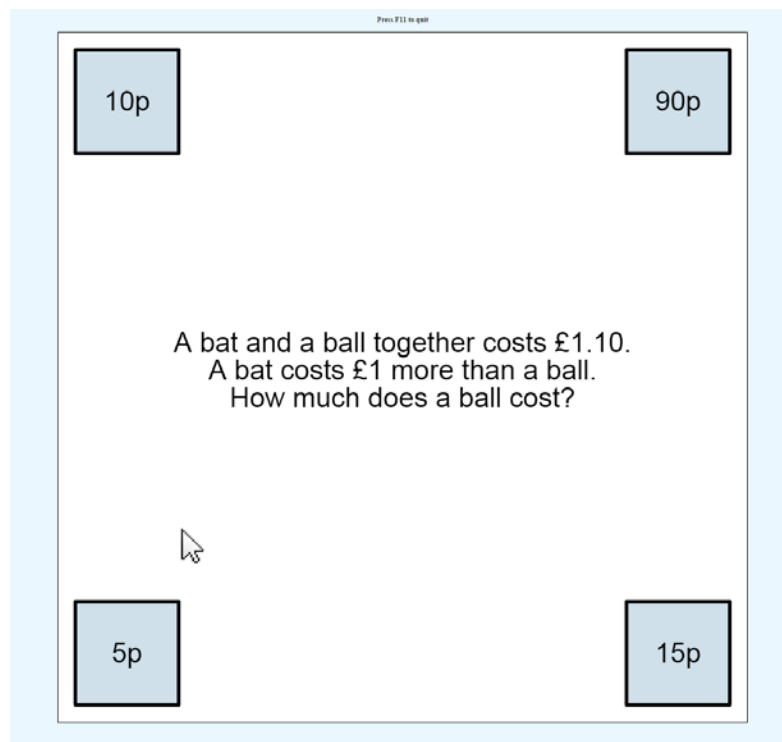 Press F11 to quit
10p
90p
A bat and a ball together costs £1.10.
A bat costs £1 more than a ball.
How much does a ball cost?
5p
15p